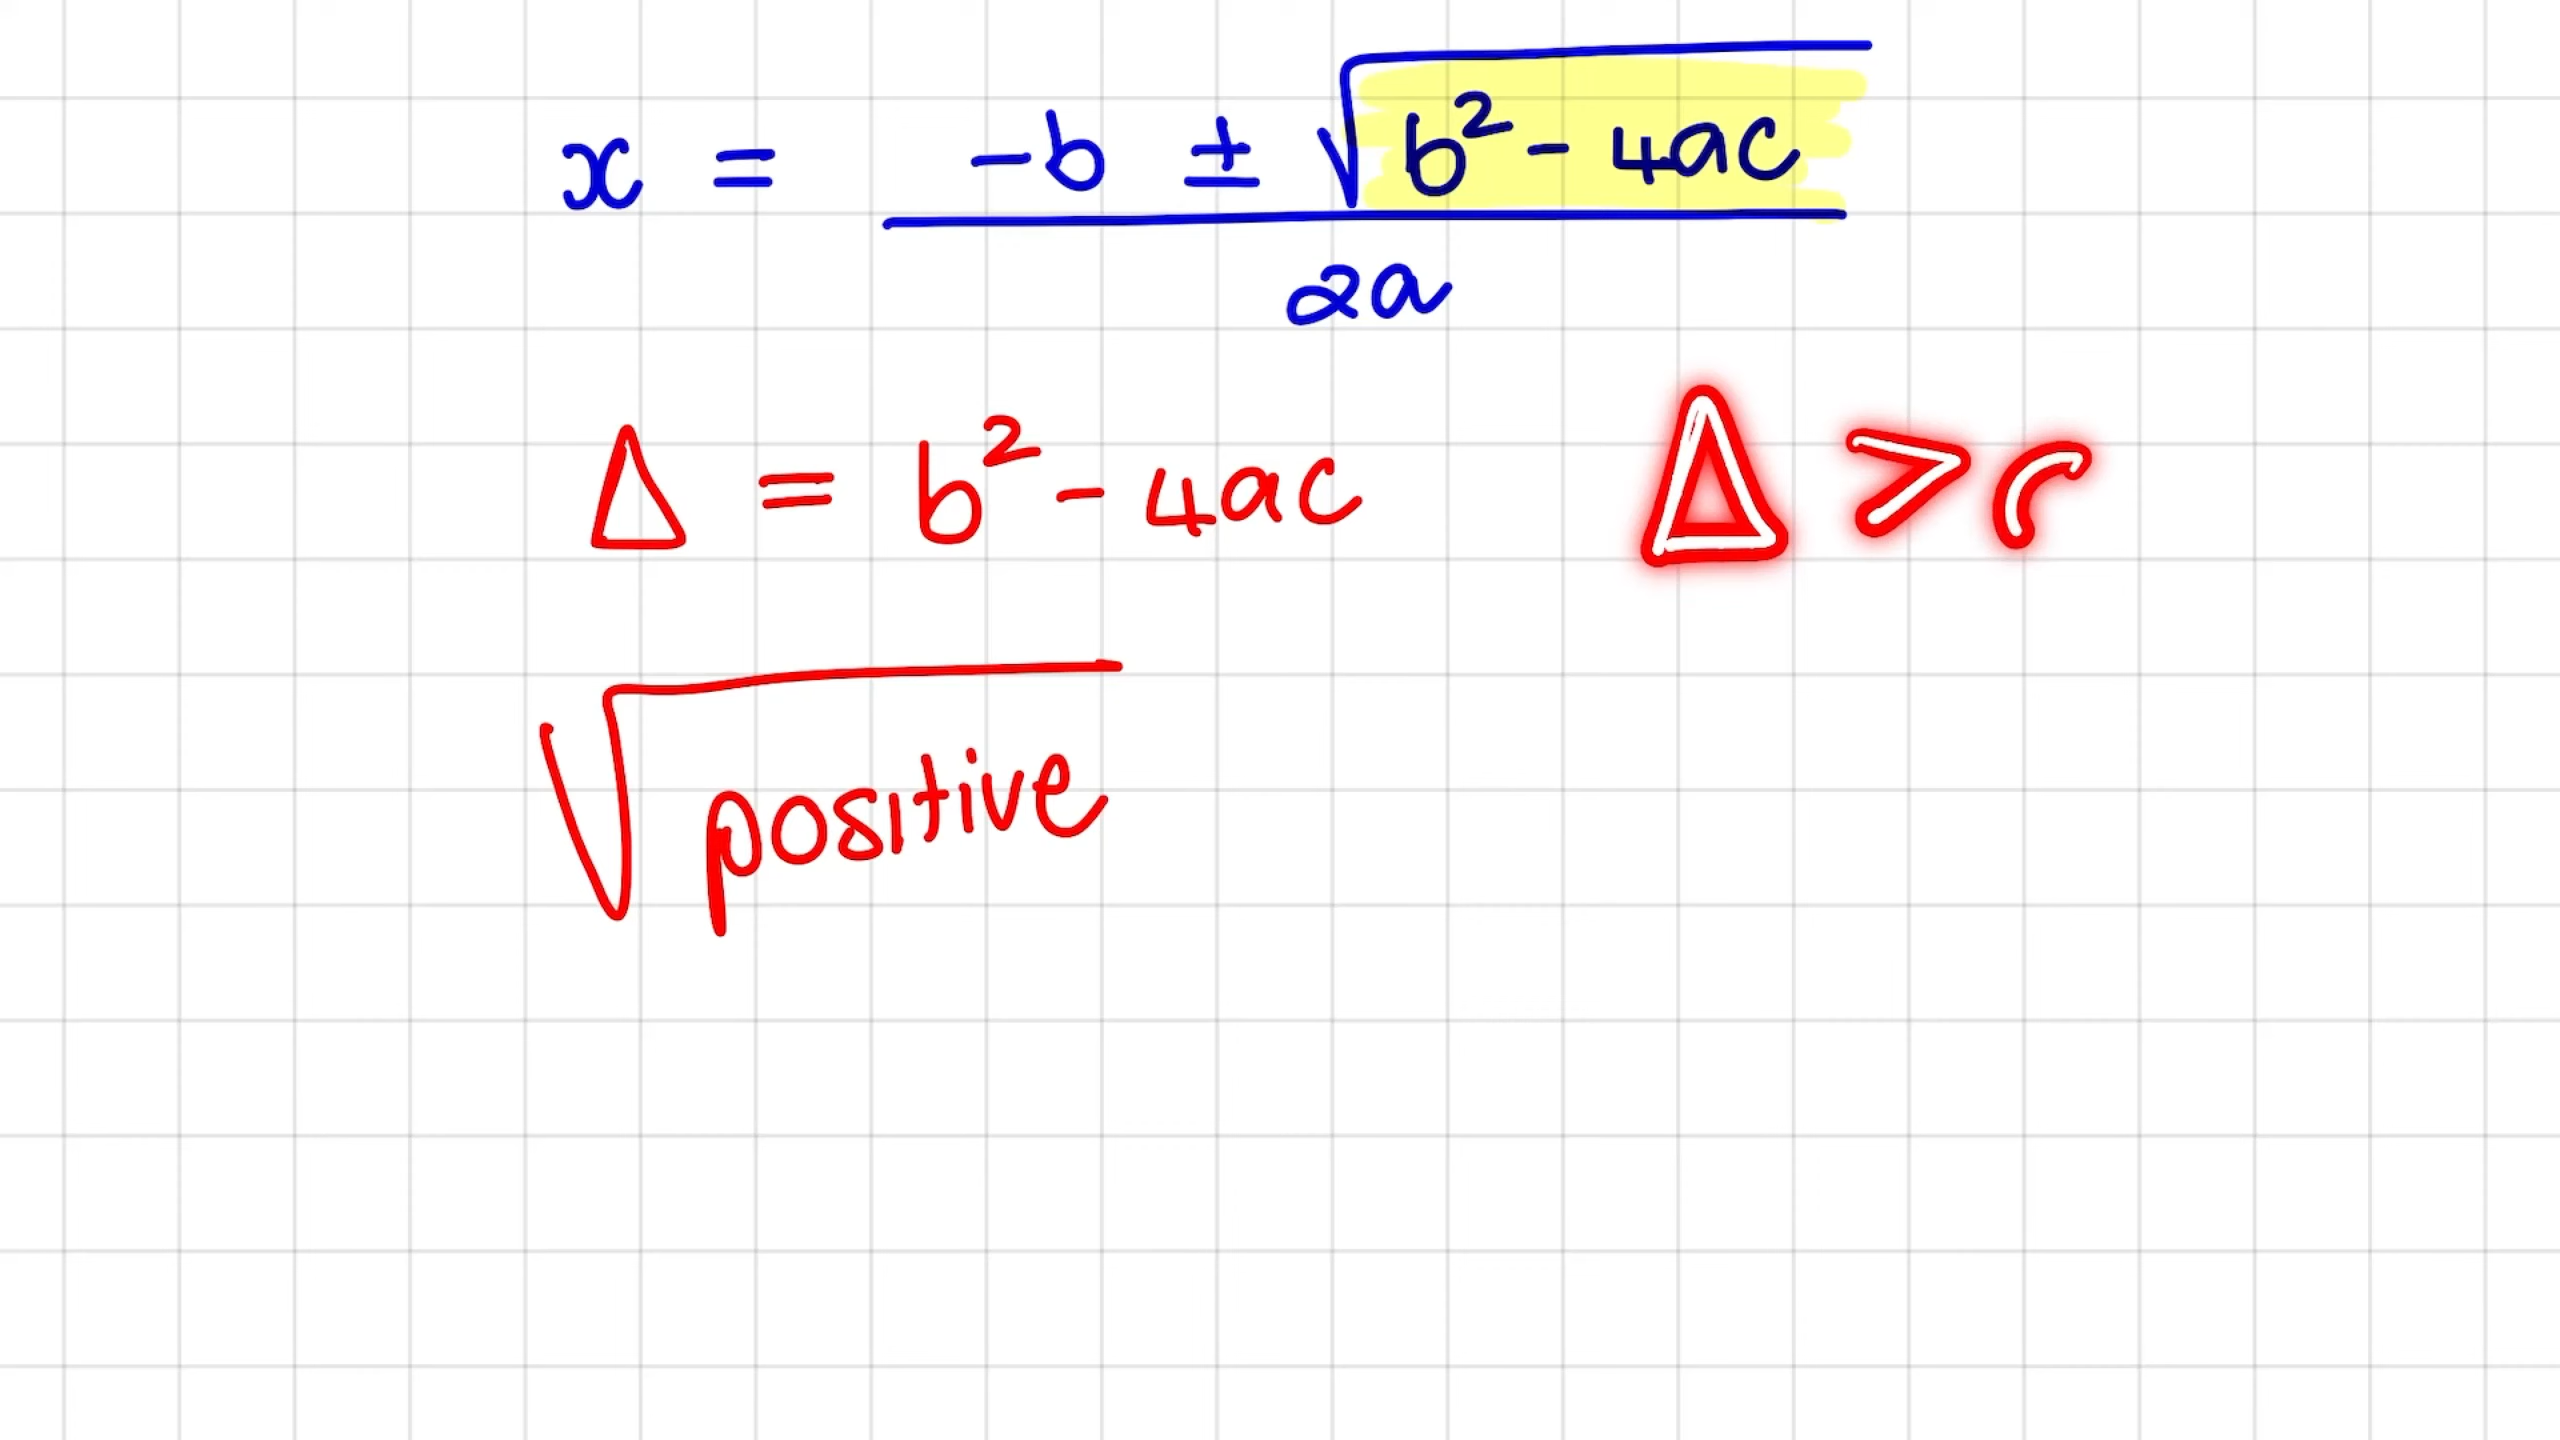 x = -b ± √b² - 4ac
2a
Δ = b² - 4ac Δ >
√positive